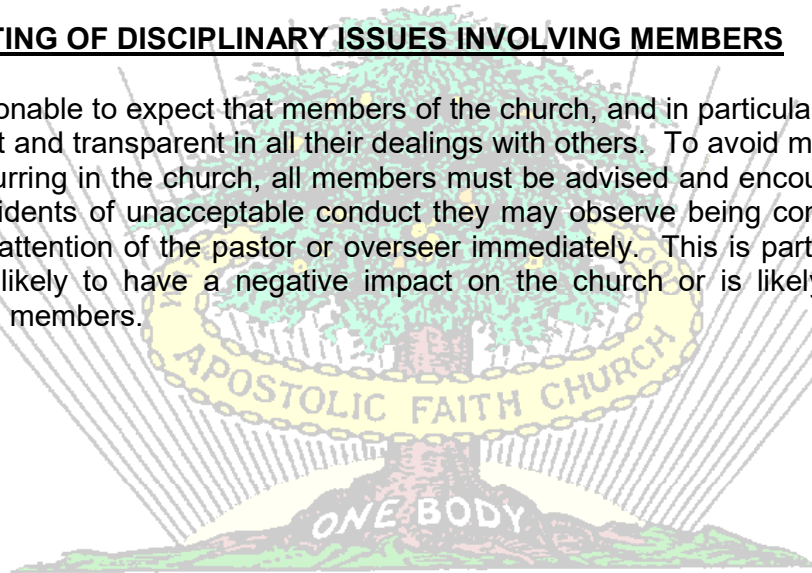 TING OF DISCIPLINARY ISSUES INVOLVING MEMBERS
onable to expect that members of the church, and in particula
t and transparent in all their dealings with others. To avoid m
urring in the church, all members must be advised and encou
idents of unacceptable conduct they may observe being con
attention of the pastor or overseer immediately. This is part
likely to have a negative impact on the church or is likely
members.
APOSTOLIC FAITH CHURCH
ONE BODY